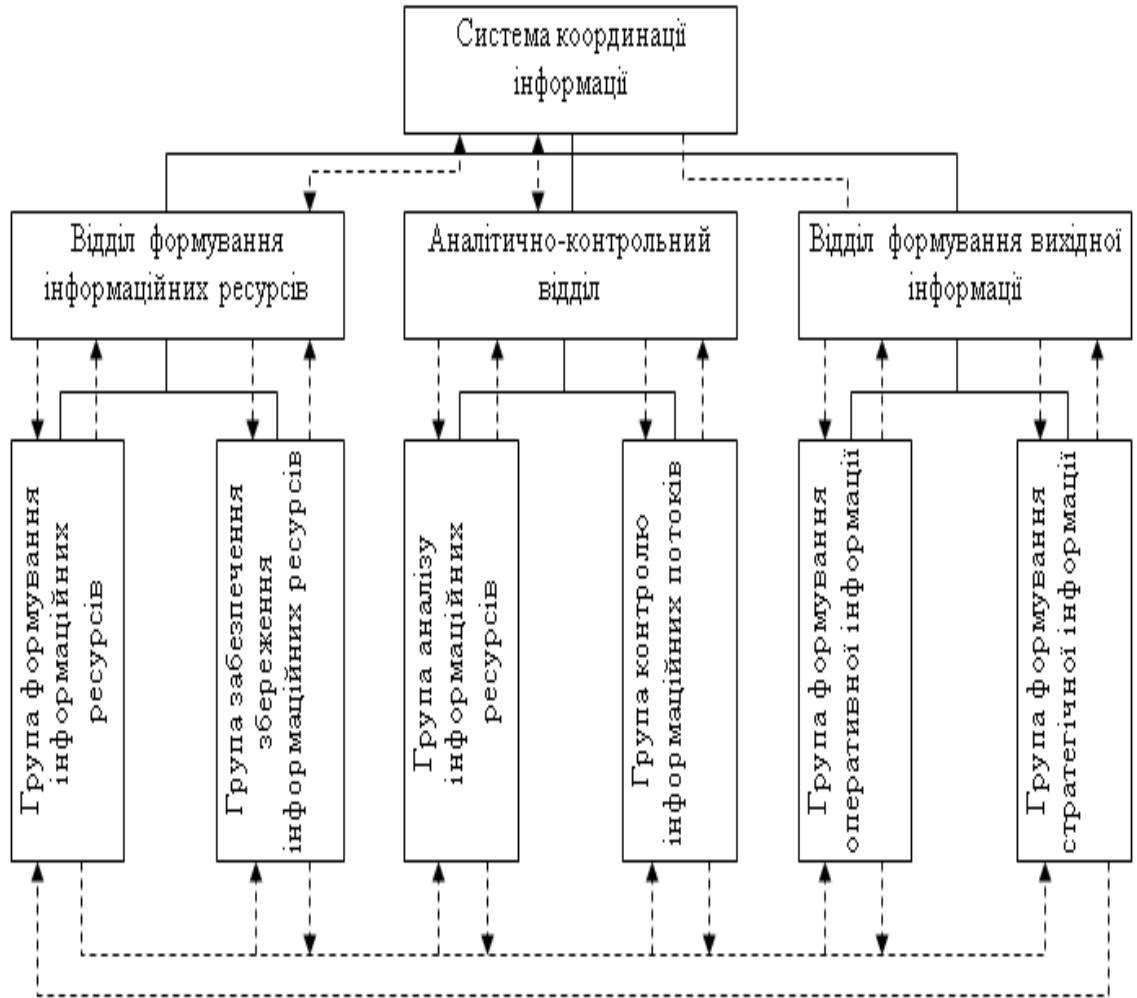 Система координації
інформації
Відділ формування
інформаційних ресурсів
Аналітично-контрольний
відділ
Відділ формування вихідної
інформації
Група формування
інформаційних
ресурсів
Група забезпечення
збереження
інформаційних ресурсів
Група аналізу
інформаційних
ресурсів
Група контролю
інформаційних потоків
Група формування
оперативної інформації
Група формування
стратегічної інформації